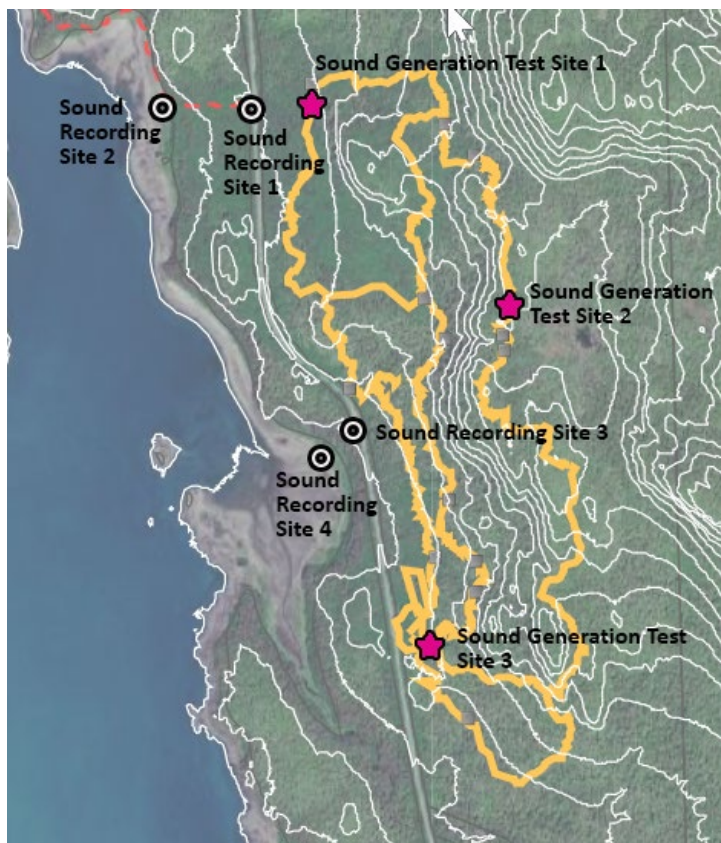 Sound Generation Test Site 1
Sound
Recording
Site 2
Sound
Recording
Site 1
Sound Generation
Test Site 2
Sound Recording Site 3
Sound
Recording
Site 4
Sound Generation Test
Site 3